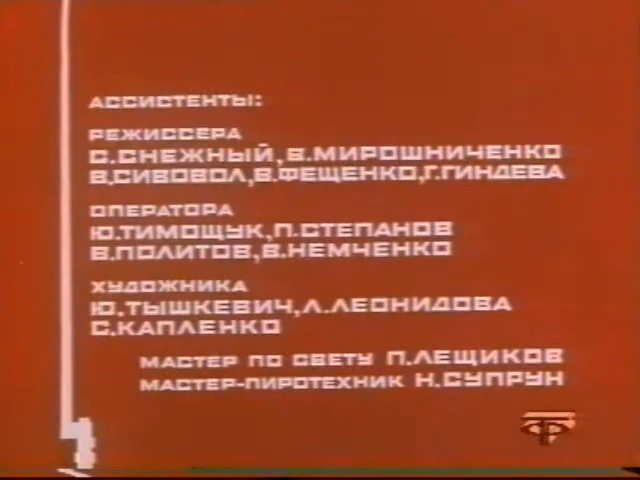 АССИСТЕНТЫ:
РЕЖИССЕРА
С.СНЕЖНЫЙ,В.МИРОШНИЧЕНКО
В.СИВОВОЛ,В.ФЕЩЕНКО,Г.ГИНДЕВА
ОПЕРАТОРА
Ю.ТИМОЩУК,П.СТЕПАНОВ
В.ПОЛИТОВ,В.НЕМЧЕНКО
ХУДОЖНИКА
Ю.ТЫШКЕВИЧ,Л.ЛЕОНИДОВА
С.КАПЛЕНКО
МАСТЕР ПО СВЕТУ П.ЛЕЩИКОВ
МАСТЕР-ПИРОТЕХНИК Н.СУПРУН